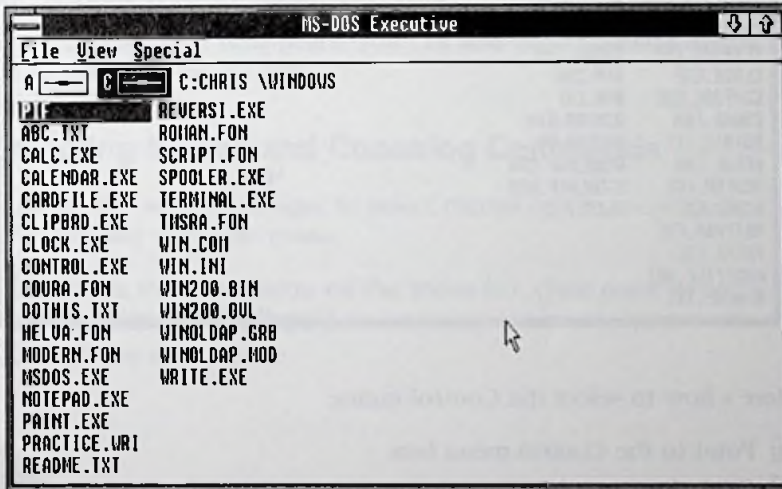 MS-DOS Executive
File View Special
A C C:CHRIS \WINDOWS
PIF REVERSI.EXE
ABC.TXT ROMAN.FON
CALC.EXE SCRIPT.FON
CALENDAR.EXE SPOOLER.EXE
CARDFILE.EXE TERMINAL.EXE
CLIPBRD.EXE TMSRA.FON
CLOCK.EXE WIN.COM
CONTROL.EXE WIN.INI
COURA.FON WIN200.BIN
DOTHIS.TXT WIN200.OVL
HELVA.FON WINOLDAP.GRB
MODERN.FON WINOLDAP.MOD
MSDOS.EXE WRITE.EXE
NOTEPAD.EXE
PAINT.EXE
PRACTICE.WRI
README.TXT